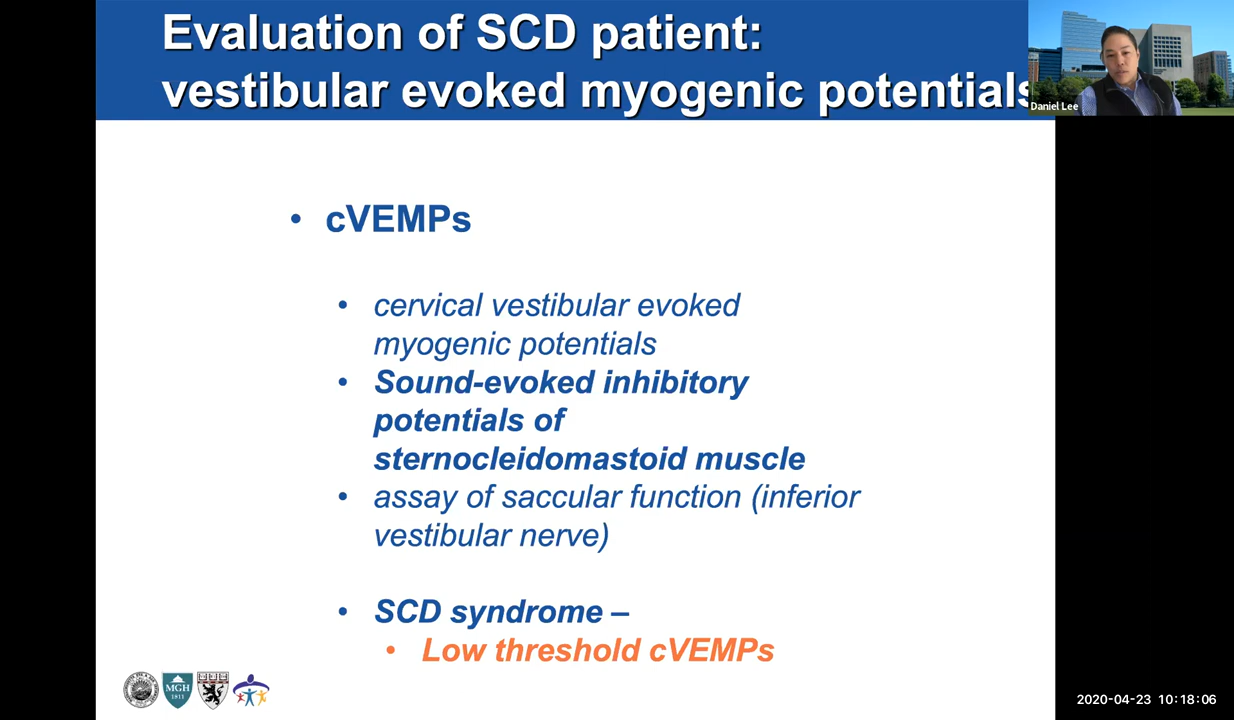 Evaluation of SCD patient:
vestibular evoked myogenic potentials
Daniel Lee
• cVEMPs
• cervical vestibular evoked
myogenic potentials
• Sound-evoked inhibitory
potentials of
sternocleidomastoid muscle
• assay of saccular function (inferior
vestibular nerve)
• SCD syndrome –
• Low threshold cVEMPs
MGH
1811
2020-04-23 10:18:06